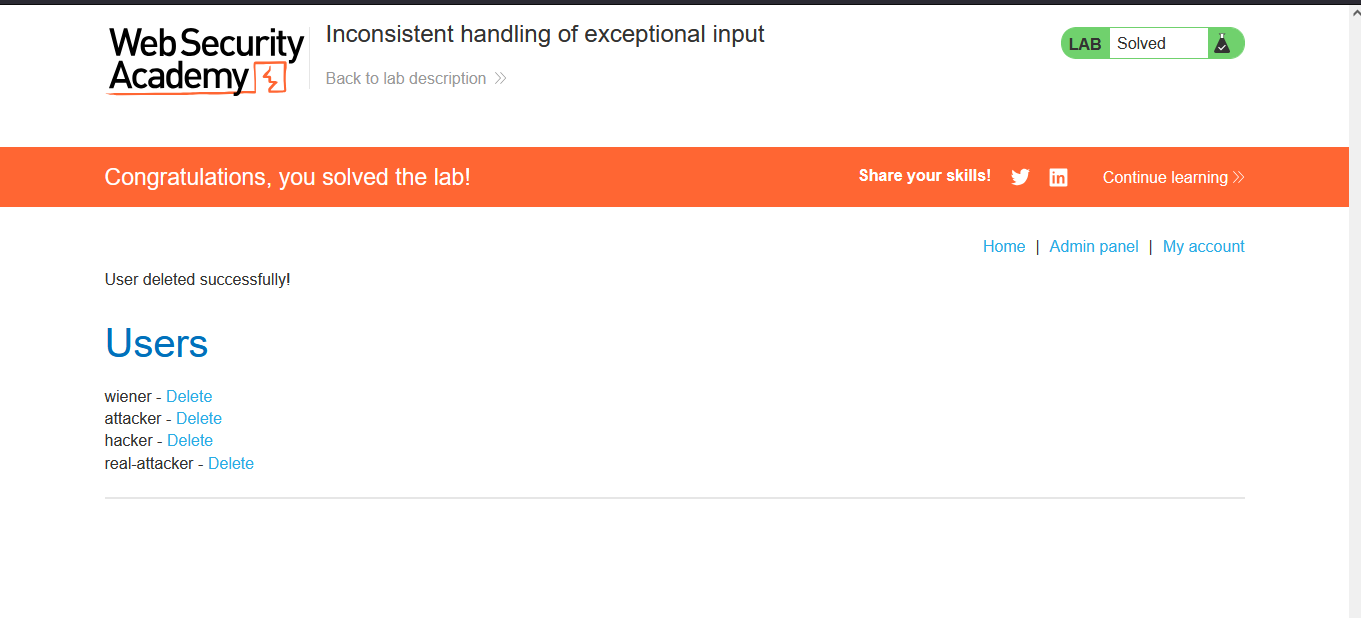 Web Security
Academy
Inconsistent handling of exceptional input
Back to lab description
LAB Solved
Congratulations, you solved the lab!
Share your skills!
in
Continue learning
Home | Admin panel | My account
User deleted successfully!
Users
wiener - Delete
attacker - Delete
hacker - Delete
real-attacker - Delete